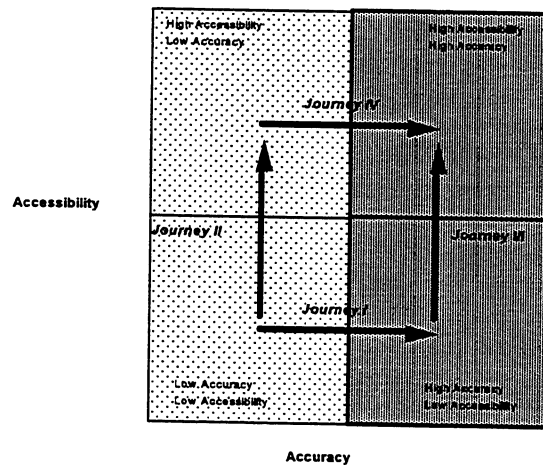 High Accessibility
Low Accuracy
High Accessibility
High Accuracy
Journey IV
Accessibility
Journey II
Journey III
Journey I
Low Accuracy
Low Accessibility
High Accuracy
Low Accessibility
Accuracy